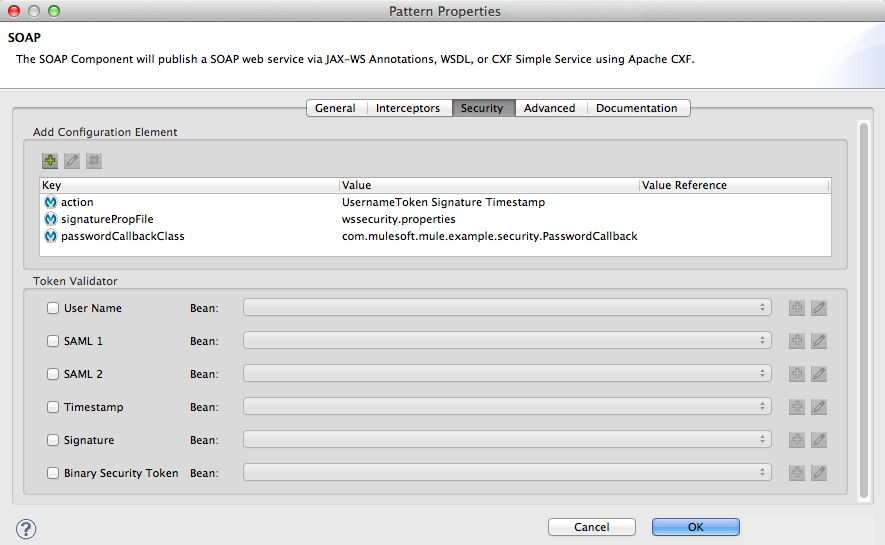 Pattern Properties
SOAP
The SOAP Component will publish a SOAP web service via JAX-WS Annotations, WSDL, or CXF Simple Service using Apache CXF.
General Interceptors Security Advanced Documentation
Add Configuration Element
Key Value Value Reference
action UsernameToken Signature Timestamp
signaturePropFile wssecurity.properties
passwordCallbackClass com.mulesoft.mule.example.security.PasswordCallback
Token Validator
User Name Bean:
SAML 1 Bean:
SAML 2 Bean:
Timestamp Bean:
Signature Bean:
Binary Security Token Bean:
? Cancel OK